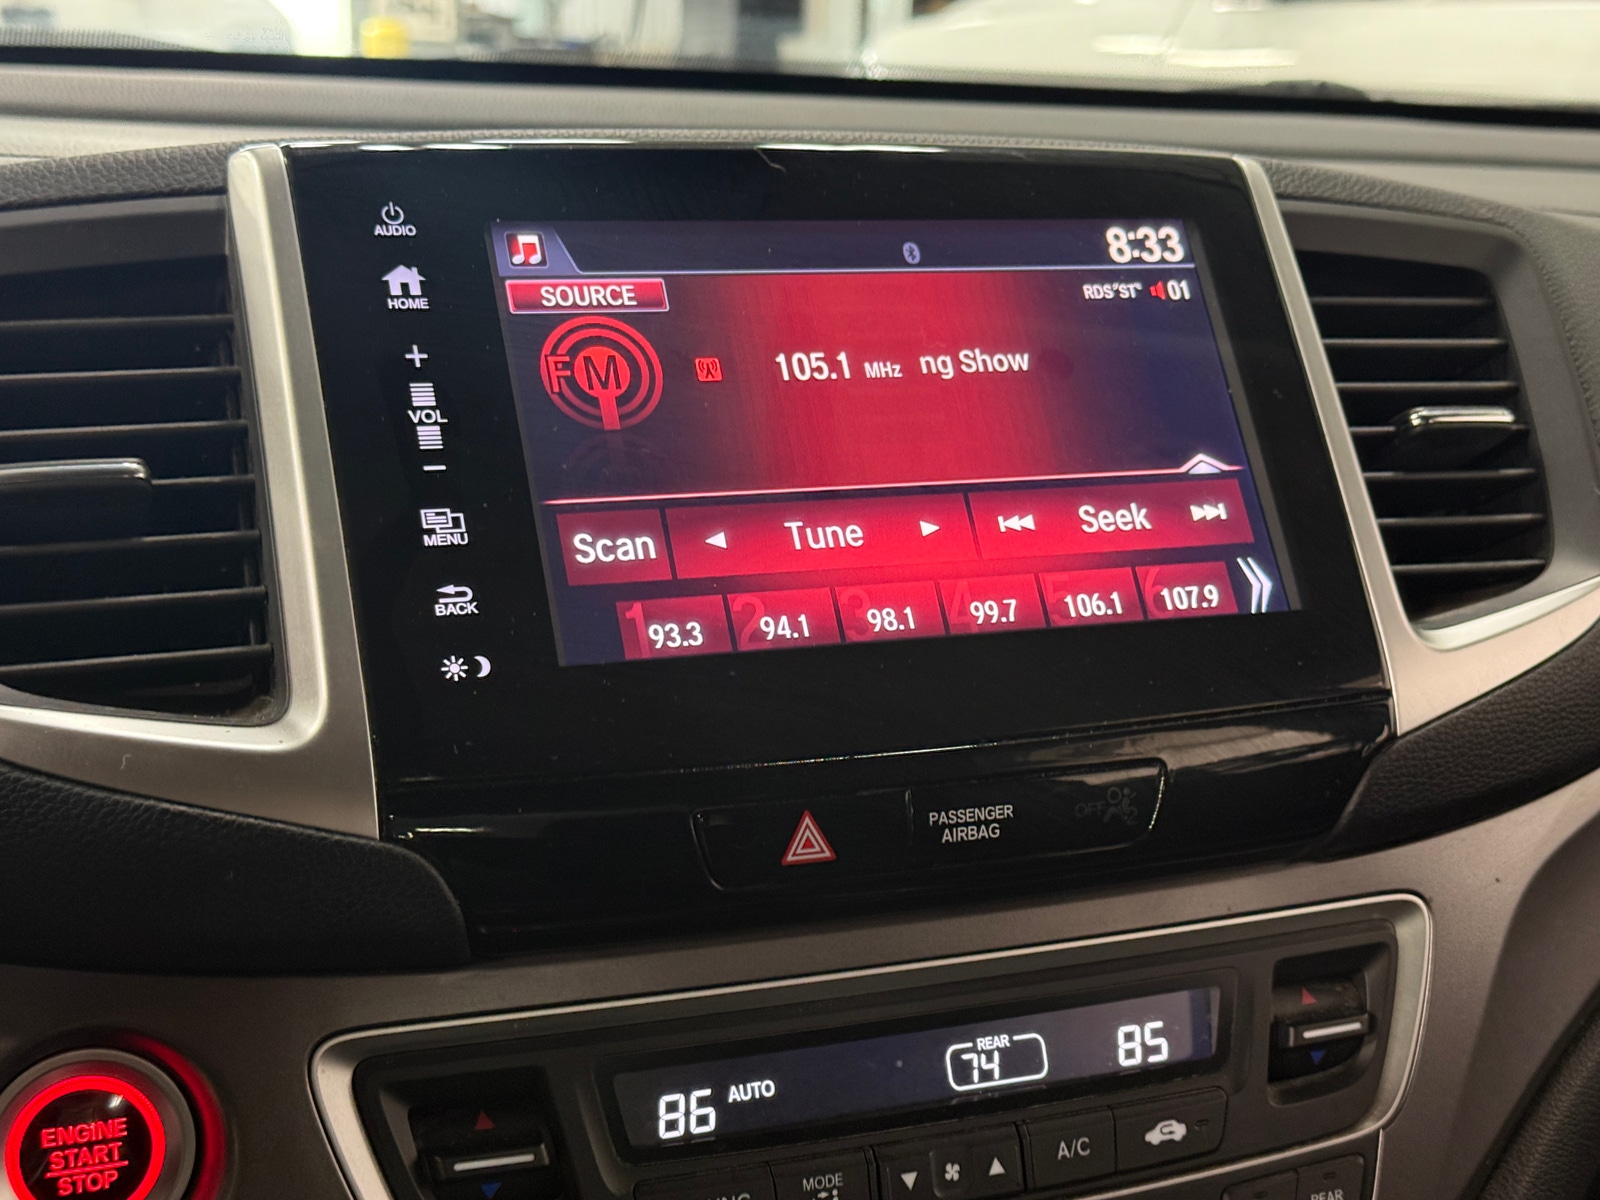 AUDIO
8:33
HOME
SOURCE
RDS "ST" 01
+
FM
105.1 MHz ng Show
VOL
−
MENU
Scan
Tune
Seek
BACK
1 93.3
2 94.1
3 98.1
4 99.7
5 106.1
6 107.9
PASSENGER
AIRBAG
OFF
2
REAR
74
85
86 AUTO
ENGINE
START
STOP
A/C
MODE
REAR